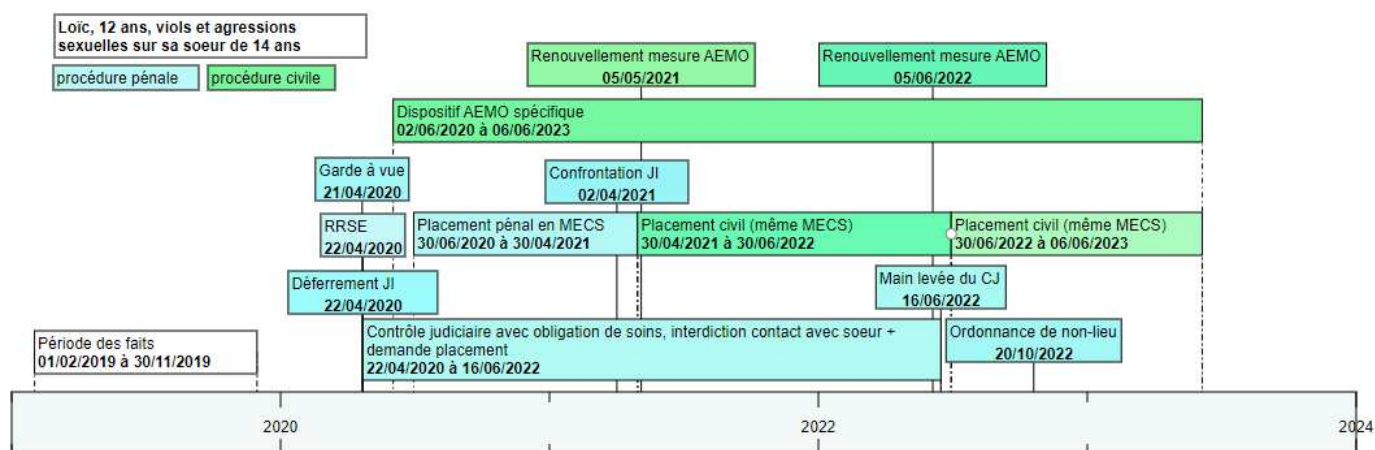 Loïc, 12 ans, viols et agressions
sexuelles sur sa soeur de 14 ans
procédure pénale
procédure civile
Renouvellement mesure AEMO
05/05/2021
Renouvellement mesure AEMO
05/06/2022
Dispositif AEMO spécifique
02/06/2020 à 06/06/2023
Garde à vue
21/04/2020
Confrontation JI
02/04/2021
RRSE
22/04/2020
Placement pénal en MECS
30/06/2020 à 30/04/2021
Placement civil (même MECS)
30/04/2021 à 30/06/2022
Placement civil (même MECS)
30/06/2022 à 06/06/2023
Déferrement JI
22/04/2020
Main levée du CJ
16/06/2022
Période des faits
01/02/2019 à 30/11/2019
Contrôle judiciaire avec obligation de soins, interdiction contact avec soeur +
demande placement
22/04/2020 à 16/06/2022
Ordonnance de non-lieu
20/10/2022
2020
2022
2024